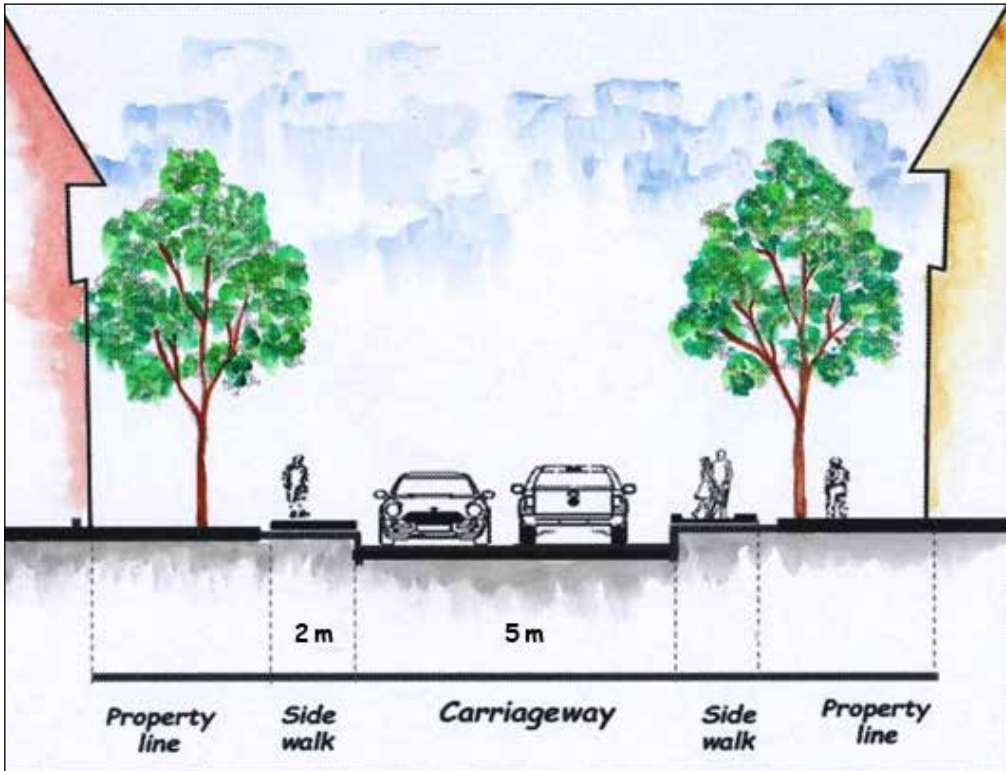 2 m
5 m
Property
line
Side
walk
Carriageway
Side
walk
Property
line